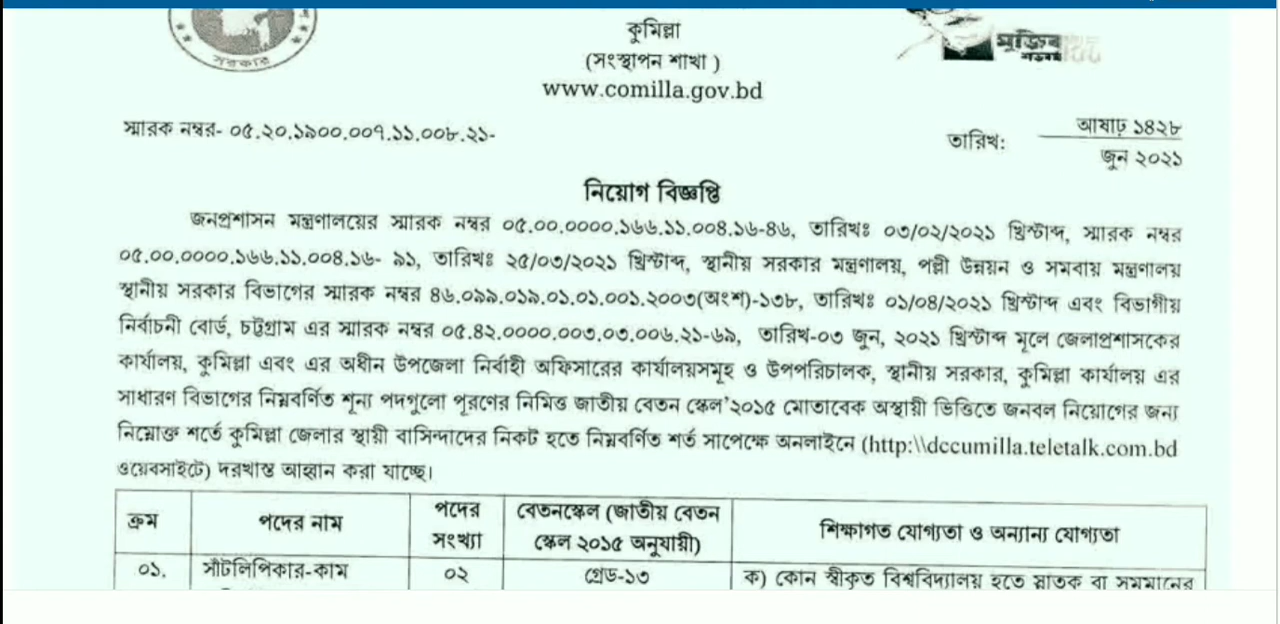 সরকার
মুজিব
কুমিল্লা
(সংস্থাপন শাখা )
www.comilla.gov.bd
স্মারক নম্বর- ০৫.২০.১৯০০.০০৭.১১.০০৮.২১-
তারিখ:
আষাঢ় ১৪২৮
জুন ২০২১
নিয়োগ বিজ্ঞপ্তি
জনপ্রশাসন মন্ত্রণালয়ের স্মারক নম্বর ০৫.০০.০০০০.১৬৬.১১.০০৪.১৬-৪৬, তারিখঃ ০৩/০২/২০২১ খ্রিস্টাব্দ, স্মারক নম্বর
০৫.০০.০০০০.১৬৬.১১.০০৪.১৬- ৯১, তারিখঃ ২৫/০৩/২০২১ খ্রিস্টাব্দ, স্থানীয় সরকার মন্ত্রণালয়, পল্লী উন্নয়ন ও সমবায় মন্ত্রণালয়
স্থানীয় সরকার বিভাগের স্মারক নম্বর ৪৬.০৯৯.০১৯.০১.০১.০০১.২০০৩(অংশ)-১৩৮, তারিখঃ ০১/০৪/২০২১ খ্রিস্টাব্দ এবং বিভাগীয়
নির্বাচনী বোর্ড, চট্টগ্রাম এর স্মারক নম্বর ০৫.৪২.০০০০.০০৩.০৩.০০৬.২১-৬৯, তারিখ-০৩ জুন, ২০২১ খ্রিস্টাব্দ মূলে জেলাপ্রশাসকের
কার্যালয়, কুমিল্লা এবং এর অধীন উপজেলা নির্বাহী অফিসারের কার্যালয়সমূহ ও উপপরিচালক, স্থানীয় সরকার, কুমিল্লা কার্যালয় এর
সাধারণ বিভাগের নিম্নবর্ণিত শূন্য পদগুলো পূরণের নিমিত্ত জাতীয় বেতন স্কেল'২০১৫ মোতাবেক অস্থায়ী ভিত্তিতে জনবল নিয়োগের জন্য
নিম্নোক্ত শর্তে কুমিল্লা জেলার স্থায়ী বাসিন্দাদের নিকট হতে নিম্নবর্ণিত শর্ত সাপেক্ষে অনলাইনে (http:\\dccumilla.teletalk.com.bd
ওয়েবসাইটে) দরখাস্ত আহ্বান করা যাচ্ছে।
ক্রম
পদের নাম
পদের
সংখ্যা
বেতনস্কেল (জাতীয় বেতন
স্কেল ২০১৫ অনুযায়ী)
শিক্ষাগত যোগ্যতা ও অন্যান্য যোগ্যতা
০১.
সাঁটলিপিকার-কাম
০২
গ্রেড-১৩
ক) কোন স্বীকৃত বিশ্ববিদ্যালয় হতে স্নাতক বা সমমানের